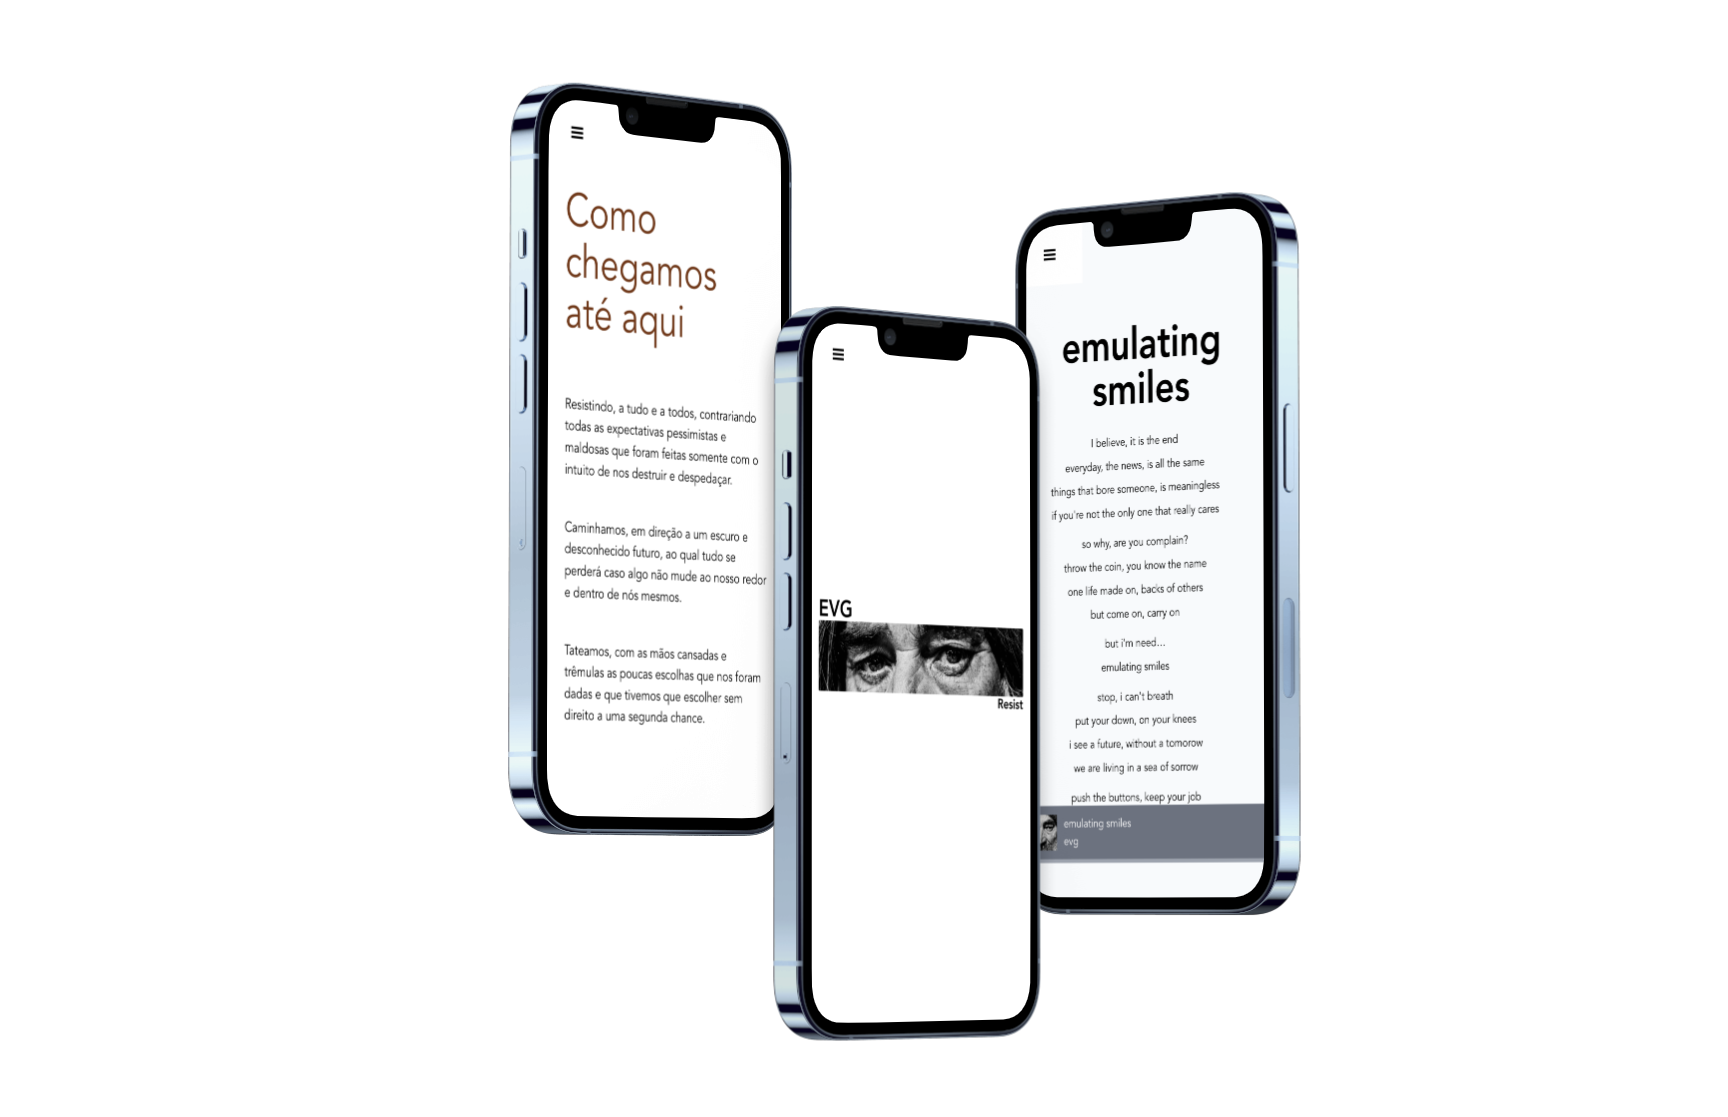 Como
chegamos
até aqui
Resistindo, a tudo e a todos, contrariando
todas as expectativas pessimistas e
maldosas que foram feitas somente com o
intuito de nos destruir e despedaçar.
Caminhamos, em direção a um escuro e
desconhecido futuro, ao qual tudo se
perderá caso algo não mude ao nosso redor
e dentro de nós mesmos.
Tateamos, com as mãos cansadas e
trêmulas as poucas escolhas que nos foram
dadas e que tivemos que escolher sem
direito a uma segunda chance.
EVG
Resist
emulating
smiles
I believe, it is the end
everyday, the news, is all the same
things that bore someone, is meaningless
if you're not the only one that really cares
so why, are you complain?
throw the coin, you know the name
one life made on, backs of others
but come on, carry on
but i'm need...
emulating smiles
stop, i can't breath
put your down, on your knees
i see a future, without a tomorow
we are living in a sea of sorrow
push the buttons, keep your job
emulating smiles
evg